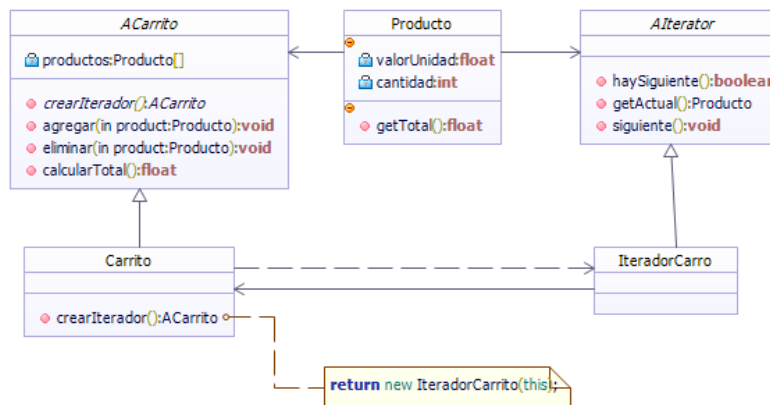 ACarrito
productos:Producto[]
crearIterador():ACarrito
agregar(in product:Producto):void
eliminar(in product:Producto):void
calcularTotal():float
Producto
valorUnidad:float
cantidad:int
getTotal():float
AIterator
haySiguiente():boolean
getActual():Producto
siguiente():void
Carrito
crearIterador():ACarrito
IteradorCarro
return new IteradorCarrito(this);